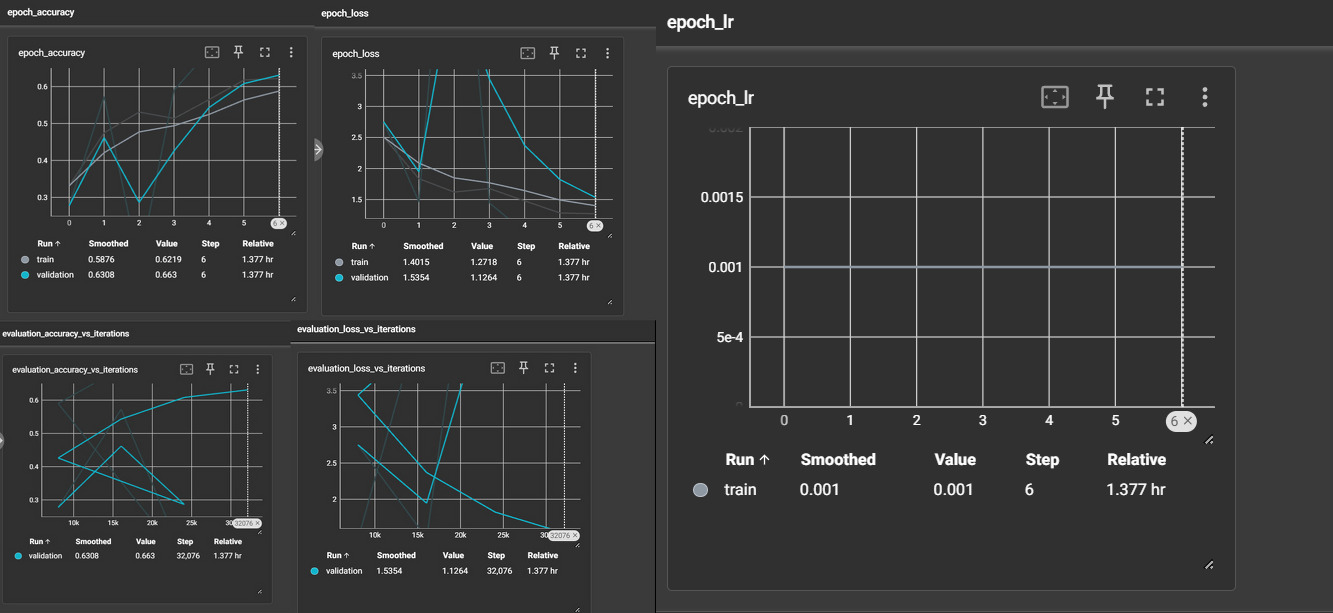 epoch_accuracy
epoch_accuracy
0.6
0.5
0.4
0.3
0 1 2 3 4 5 6 ×
Run ↑ Smoothed Value Step Relative
train 0.5876 0.6219 6 1.377 hr
validation 0.6308 0.663 6 1.377 hr
epoch_loss
epoch_loss
3.5
3
2.5
2
1.5
0 1 2 3 4 5 6 ×
Run ↑ Smoothed Value Step Relative
train 1.4015 1.2718 6 1.377 hr
validation 1.5354 1.1264 6 1.377 hr
evaluation_accuracy_vs_iterations
evaluation_accuracy_vs_iterations
0.6
0.5
0.4
0.3
10k 15k 20k 25k 30 32076 ×
Run ↑ Smoothed Value Step Relative
validation 0.6308 0.663 32,076 1.377 hr
evaluation_loss_vs_iterations
evaluation_loss_vs_iterations
3.5
3
2.5
2
10k 15k 20k 25k 30 32076 ×
Run ↑ Smoothed Value Step Relative
validation 1.5354 1.1264 32,076 1.377 hr
epoch_lr
epoch_lr
0.002
0.0015
0.001
5e-4
0
0 1 2 3 4 5 6 ×
Run ↑ Smoothed Value Step Relative
train 0.001 0.001 6 1.377 hr